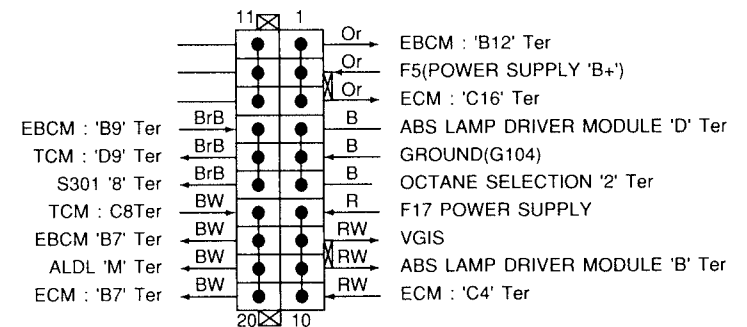 11 1
Or EBCM : 'B12' Ter
Or F5(POWER SUPPLY 'B+')
Or ECM : 'C16' Ter
EBCM : 'B9' Ter BrB B ABS LAMP DRIVER MODULE 'D' Ter
TCM : 'D9' Ter BrB B GROUND(G104)
S301 '8'Ter BrB B OCTANE SELECTION '2' Ter
TCM : C8Ter BW R F17 POWER SUPPLY
EBCM 'B7' Ter BW RW VGIS
ALDL 'M' Ter BW RW ABS LAMP DRIVER MODULE 'B' Ter
ECM : 'B7' Ter BW RW ECM : 'C4' Ter
20 10